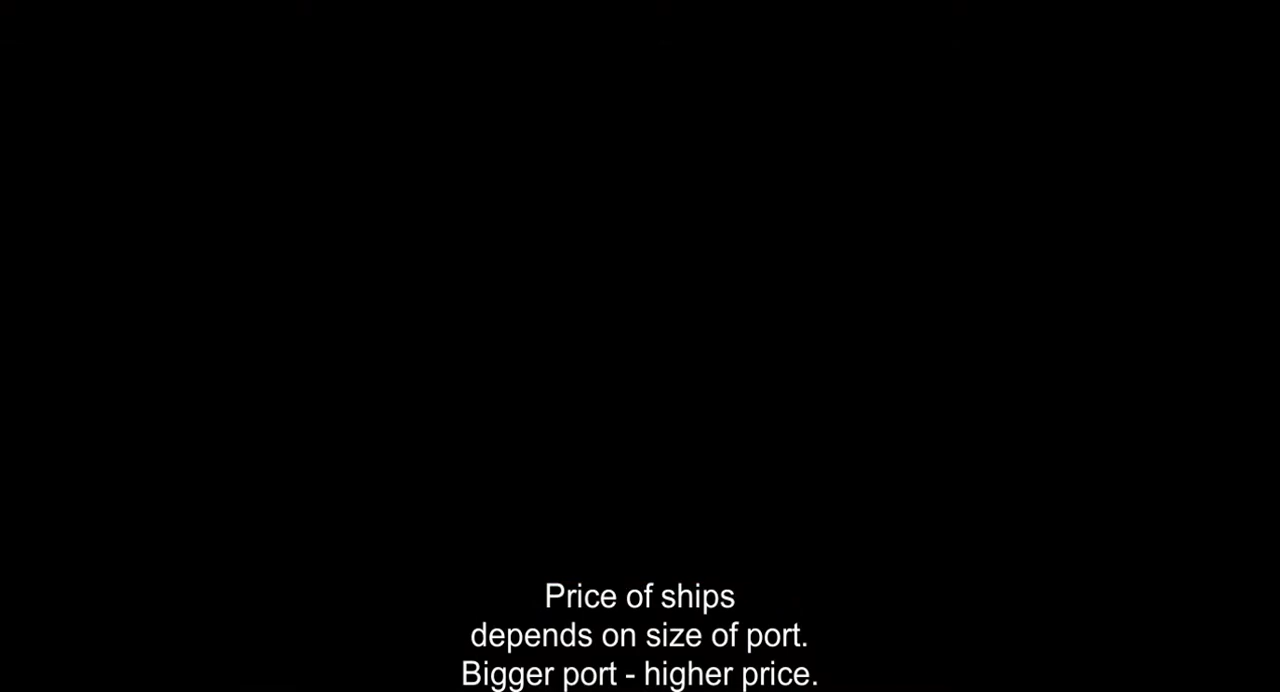 Price of ships
depends on size of port.
Bigger port - higher price.